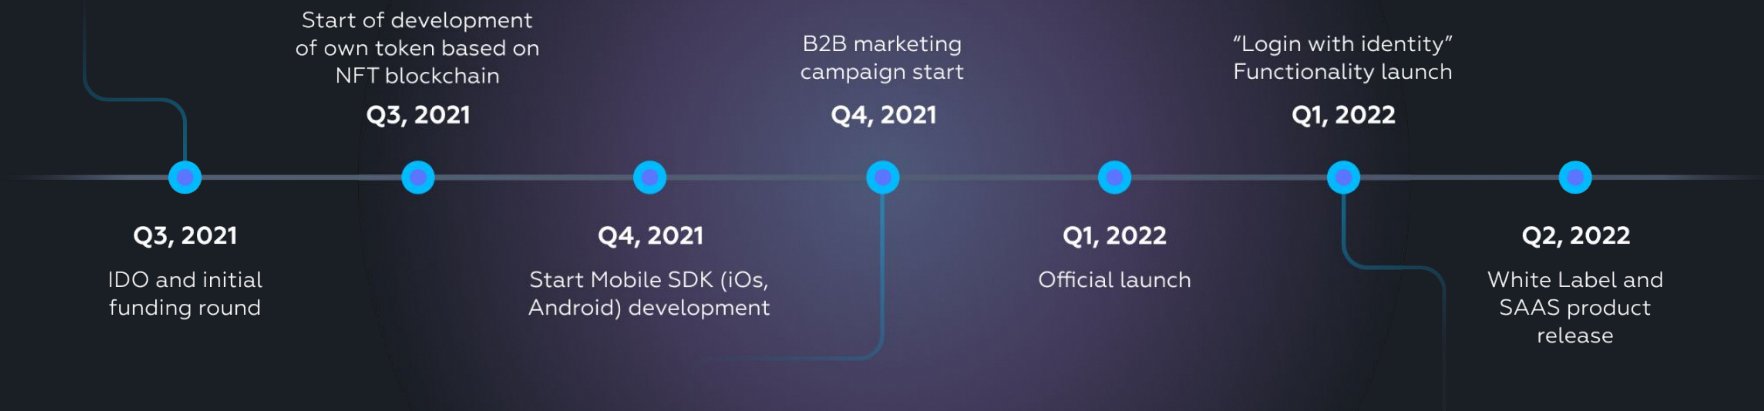 Start of development
of own token based on
NFT blockchain
Q3, 2021
B2B marketing
campaign start
Q4, 2021
“Login with identity”
Functionality launch
Q1, 2022
Q3, 2021
IDO and initial
funding round
Q4, 2021
Start Mobile SDK (iOs,
Android) development
Q1, 2022
Official launch
Q2, 2022
White Label and
SAAS product
release